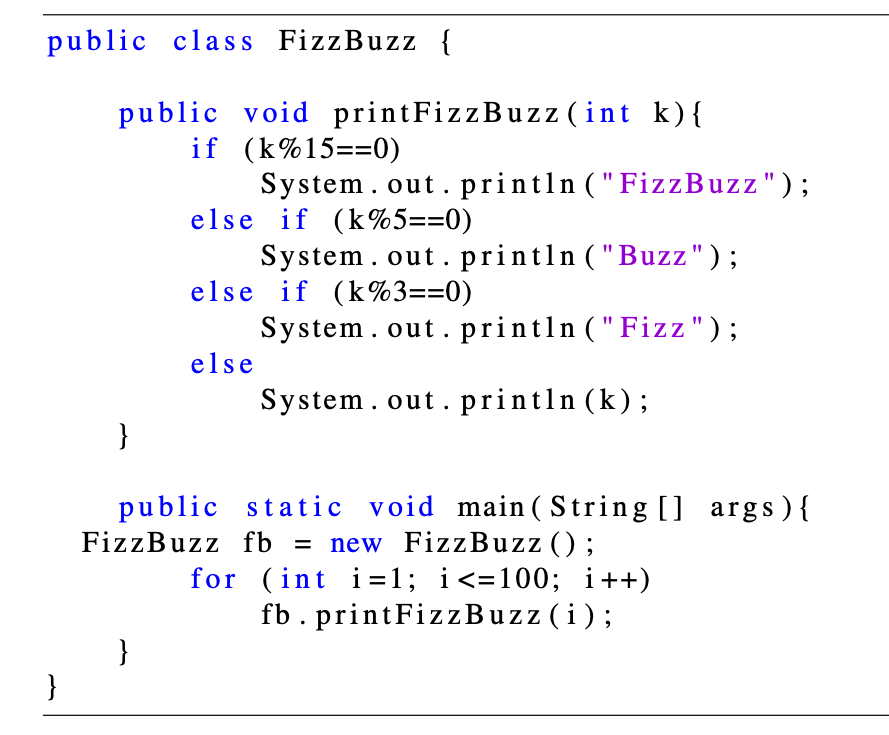 public class FizzBuzz {
public void printFizzBuzz(int k){
if (k%15==0)
System.out.println("FizzBuzz");
else if (k%5==0)
System.out.println("Buzz");
else if (k%3==0)
System.out.println("Fizz");
else
System.out.println(k);
}
public static void main(String[] args){
FizzBuzz fb = new FizzBuzz();
for (int i=1; i<=100; i++)
fb.printFizzBuzz(i);
}
}